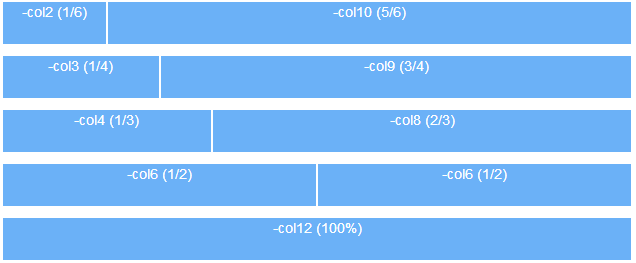 -col2 (1/6) -col10 (5/6)
-col3 (1/4) -col9 (3/4)
-col4 (1/3) -col8 (2/3)
-col6 (1/2) -col6 (1/2)
-col12 (100%)